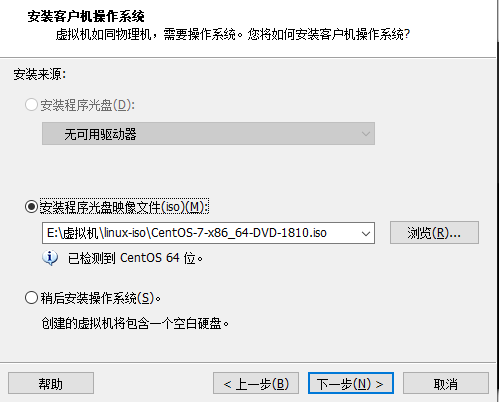 安装客户机操作系统
虚拟机如同物理机，需要操作系统。您将如何安装客户机操作系统?
安装来源:
安装程序光盘(D):
无可用驱动器
安装程序光盘映像文件(iso)(M):
E:\虚拟机\linux-iso\CentOS-7-x86_64-DVD-1810.iso
浏览(R)...
已检测到 CentOS 64 位。
稍后安装操作系统(S)。
创建的虚拟机将包含一个空白硬盘。
帮助
< 上一步(B)
下一步(N) >
取消